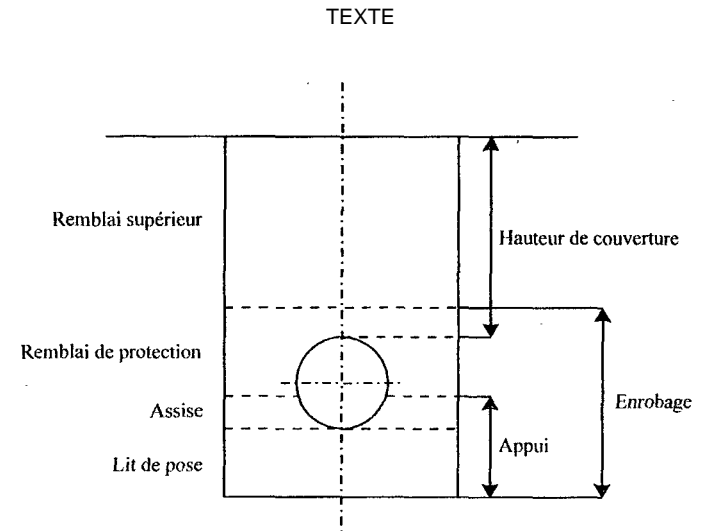 TEXTE
Remblai supérieur
Hauteur de couverture
Remblai de protection
Enrobage
Assise
Appui
Lit de pose